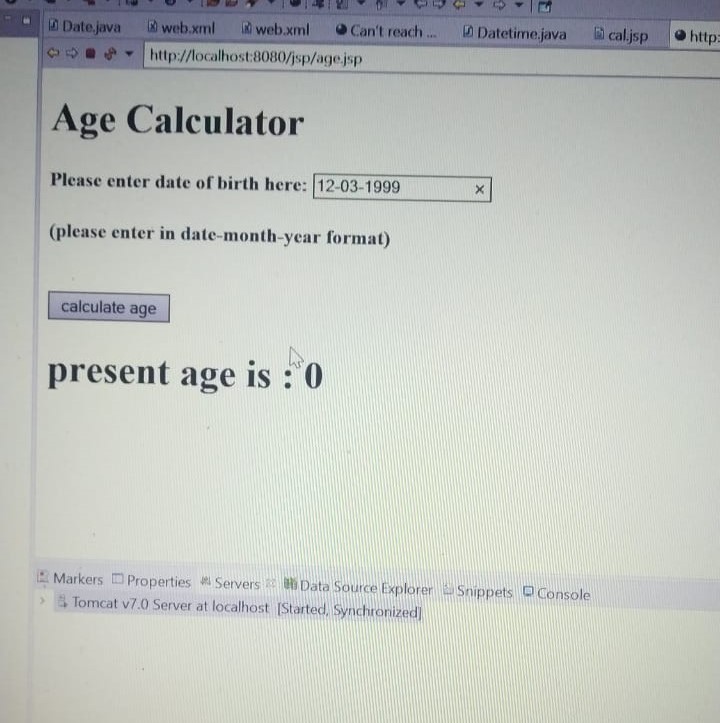 Date.java web.xml web.xml Can't reach ... Datetime.java cal.jsp http:
http://localhost:8080/jsp/age.jsp
Age Calculator
Please enter date of birth here: 12-03-1999 ×
(please enter in date-month-year format)
calculate age
present age is : 0
Markers Properties Servers Data Source Explorer Snippets Console
Tomcat v7.0 Server at localhost [Started, Synchronized]